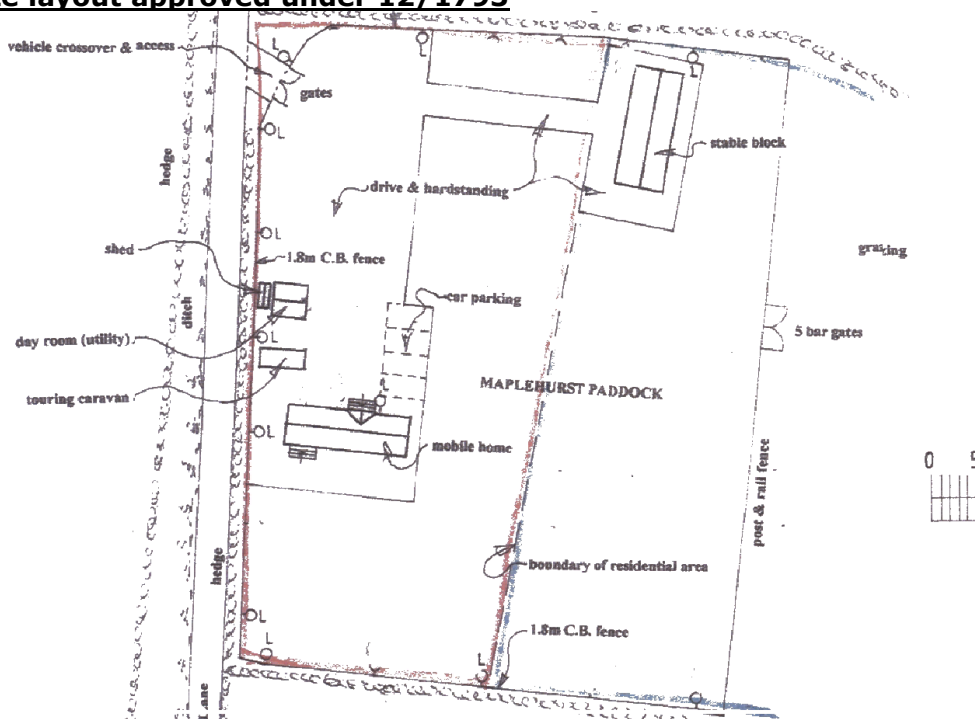 layout approved under 12/1793
vehicle crossover & access
L
L
L
gates
L
hedge
stable block
drive & hardstanding
L
grazing
shed
1.8m C.B. fence
car parking
ditch
day room (utility)
L
5 bar gates
touring caravan
L
MAPLEHURST PADDOCK
L
mobile home
post & rail fence
0
5
hedge
boundary of residential area
L
L
L
1.8m C.B. fence
Lane